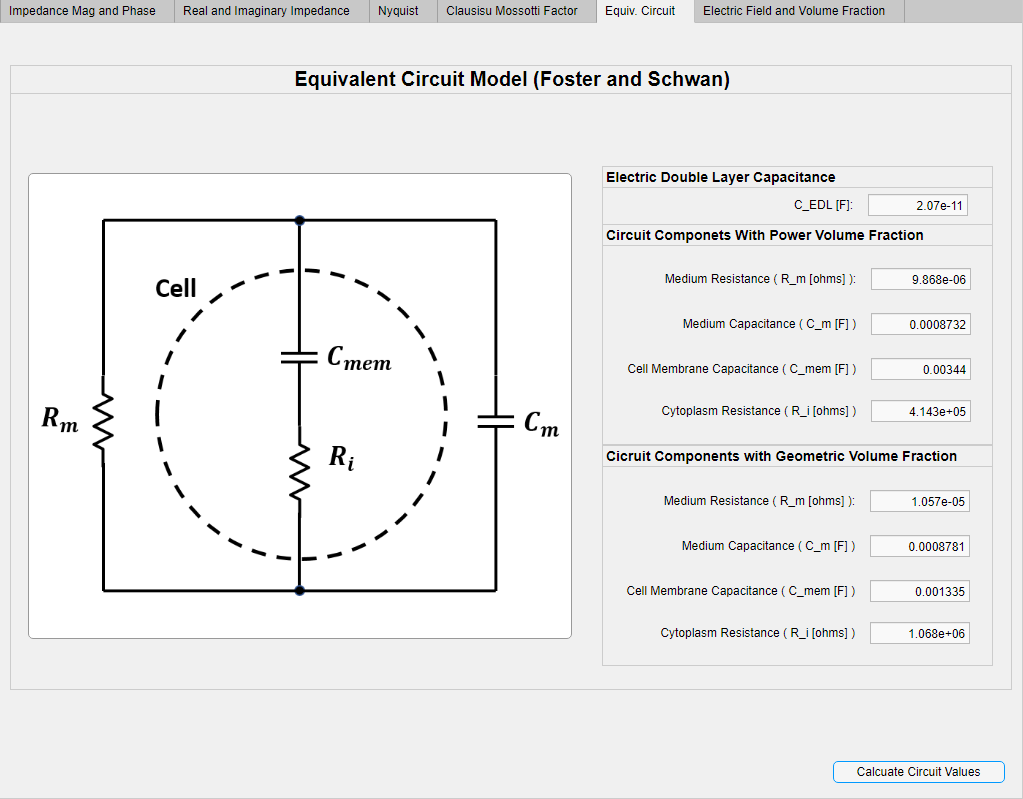 Impedance Mag and Phase
Real and Imaginary Impedance
Nyquist
Clausisu Mossotti Factor
Equiv. Circuit
Electric Field and Volume Fraction
Equivalent Circuit Model (Foster and Schwan)
Cell
C_mem
R_m
R_i
C_m
Electric Double Layer Capacitance
C_EDL [F]: 2.07e-11
Circuit Componets With Power Volume Fraction
Medium Resistance ( R_m [ohms] ): 9.868e-06
Medium Capacitance ( C_m [F] ) 0.0008732
Cell Membrane Capacitance ( C_mem [F] ) 0.00344
Cytoplasm Resistance ( R_i [ohms] ) 4.143e+05
Cicruit Components with Geometric Volume Fraction
Medium Resistance ( R_m [ohms] ): 1.057e-05
Medium Capacitance ( C_m [F] ) 0.0008781
Cell Membrane Capacitance ( C_mem [F] ) 0.001335
Cytoplasm Resistance ( R_i [ohms] ) 1.068e+06
Calcuate Circuit Values